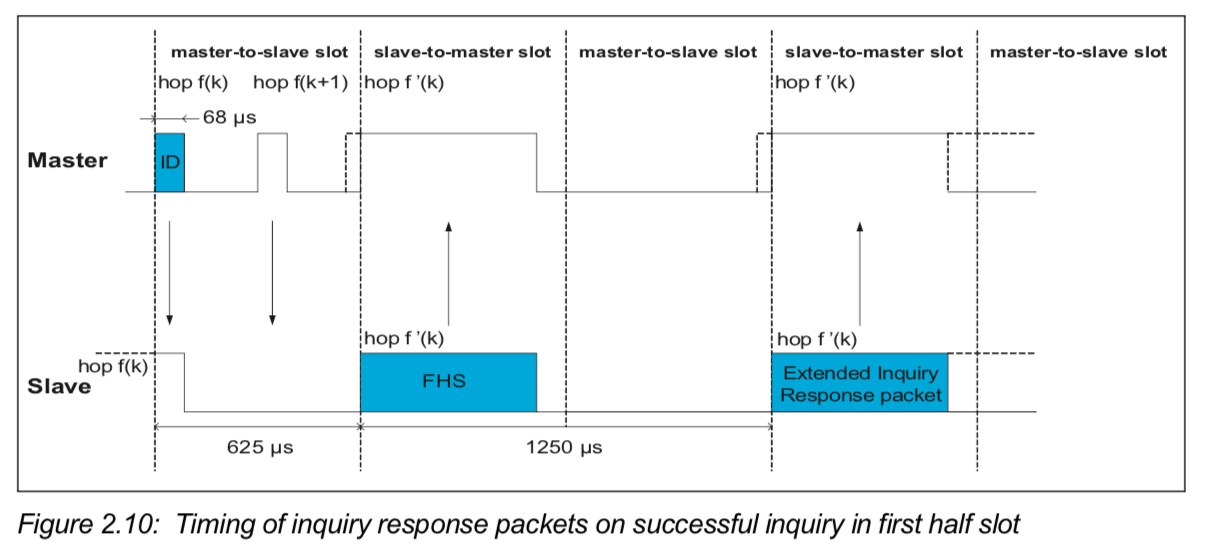 master-to-slave slot slave-to-master slot master-to-slave slot slave-to-master slot master-to-slave slot
hop f(k) hop f(k+1) hop f '(k) hop f '(k)
68 µs
Master
ID
hop f '(k) hop f '(k)
hop f(k)
Slave
FHS
Extended Inquiry
Response packet
625 µs 1250 µs
Figure 2.10: Timing of inquiry response packets on successful inquiry in first half slot